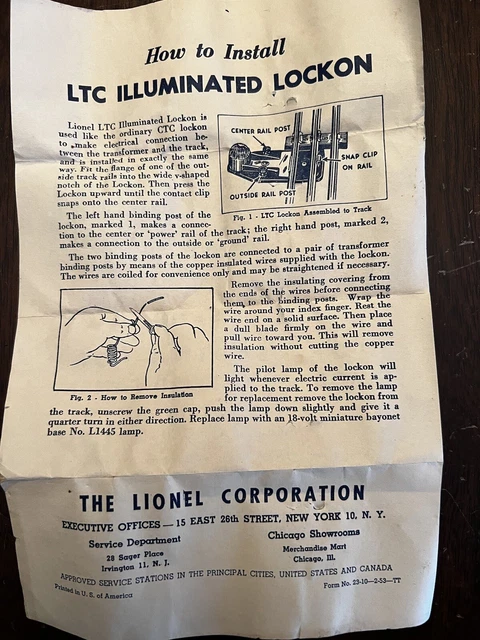 How to Install
LTC ILLUMINATED LOCKON
Lionel LTC Illuminated Lockon is
used like the ordinary CTC lockon
to make electrical connection be-
tween the transformer and the track,
and is installed in exactly the same
way. Fit the flange of one of the out-
side track rails into the wide v-shaped
notch of the Lockon. Then press the
Lockon upward until the contact clip
snaps onto the center rail.
CENTER RAIL POST
SNAP CLIP
ON RAIL
OUTSIDE RAIL POST
Fig. 1 - LTC Lockon Assembled to Track
The left hand binding post of the
lockon, marked 1, makes a connec-
tion to the center or 'power' rail of the track; the right hand post, marked 2,
makes a connection to the outside or 'ground' rail.
The two binding posts of the lockon are connected to a pair of transformer
binding posts by means of the copper insulated wires supplied with the lockon.
The wires are coiled for convenience only and may be straightened if necessary.
Remove the insulating covering from
the ends of the wires before connecting
them to the binding posts. Wrap the
wire around your index finger. Rest the
wire end on a solid surface. Then place
a dull blade firmly on the wire and
pull wire toward you. This will remove
insulation without cutting the copper
wire.
Fig. 2 - How to Remove Insulation
The pilot lamp of the lockon will
light whenever electric current is ap-
plied to the track. To remove the lamp
for replacement remove the lockon from
the track, unscrew the green cap, push the lamp down slightly and give it a
quarter turn in either direction. Replace lamp with an 18-volt miniature bayonet
base No. L1445 lamp.
THE LIONEL CORPORATION
EXECUTIVE OFFICES — 15 EAST 26th STREET, NEW YORK 10, N. Y.
Service Department
28 Sager Place
Irvington 11, N. J.
Chicago Showrooms
Merchandise Mart
Chicago, Ill.
APPROVED SERVICE STATIONS IN THE PRINCIPAL CITIES, UNITED STATES AND CANADA
Printed in U. S. of America
Form No. 23-10—2-53—TT